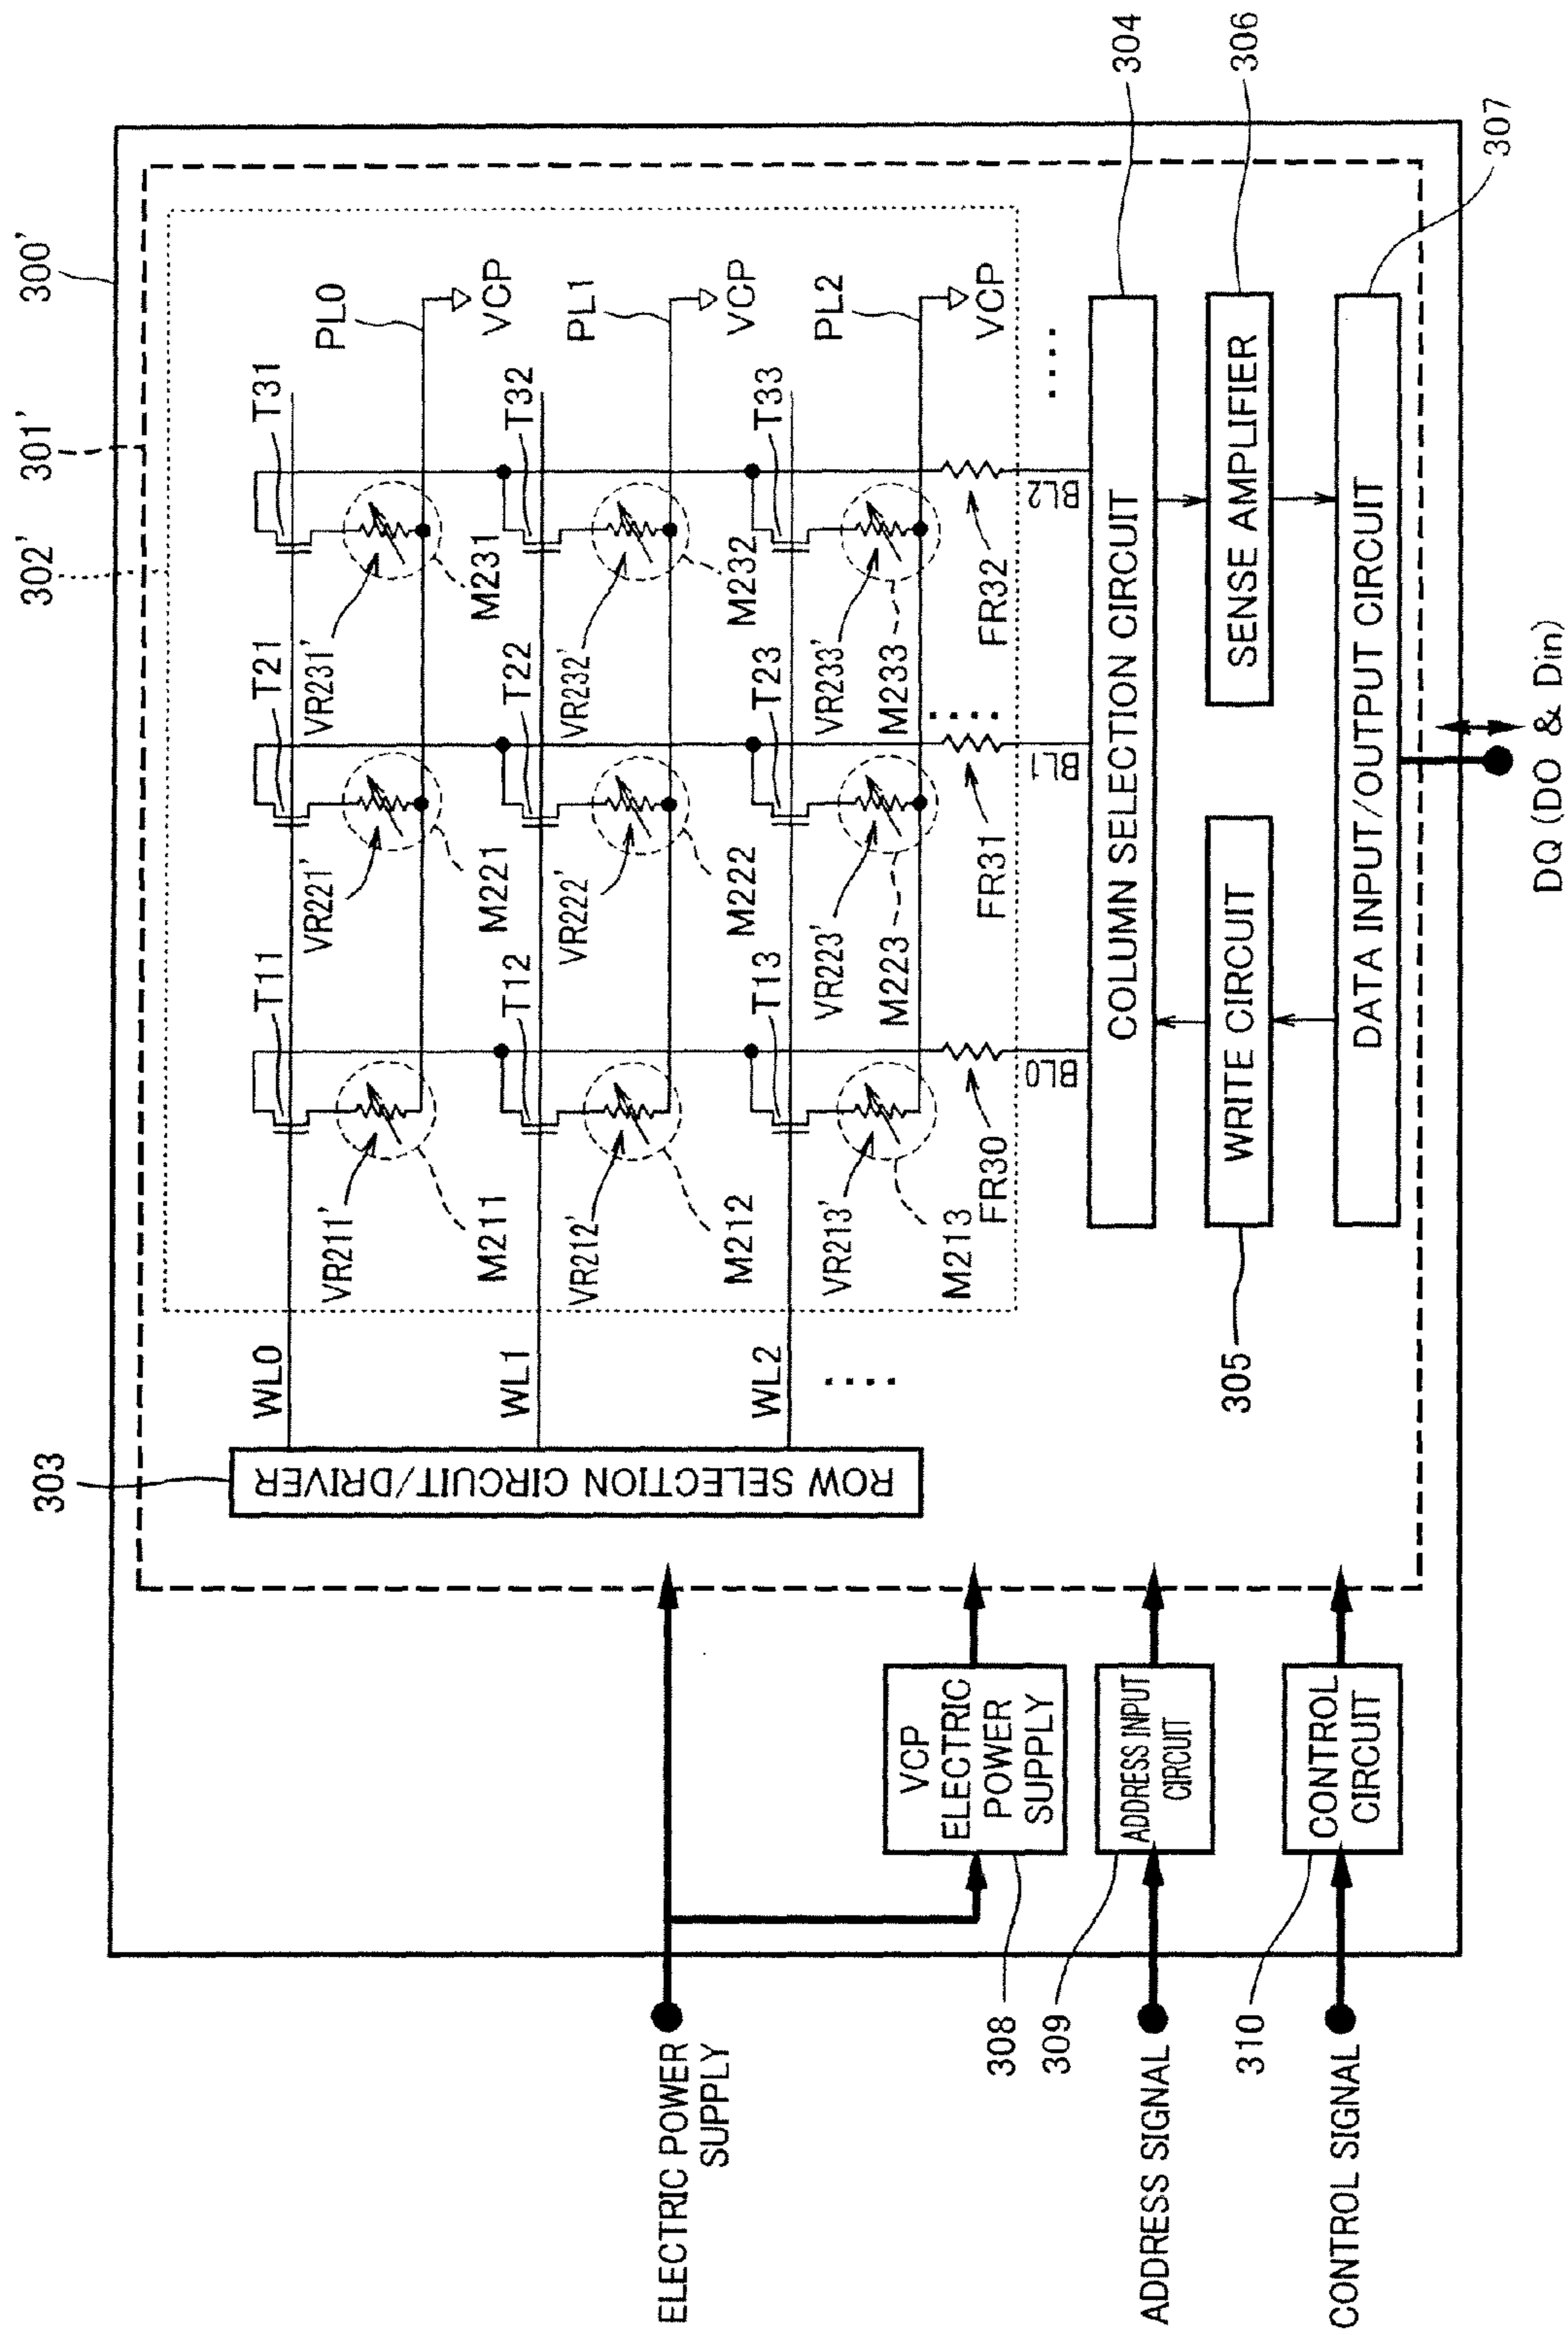 300'
301'
302'
303
WL0
WL1
WL2
....
ROW SELECTION CIRCUIT/DRIVER
T11
T21
T31
PL0
VCP
VR211'
VR221'
VR231'
M211
M221
M231
T12
T22
T32
PL1
VCP
VR212'
VR222'
VR232'
M212
M222
M232
T13
T23
T33
PL2
VCP
VR213'
VR223'
VR233'
M213
M223
M233
....
FR30
FR31
FR32
BL0
BL1
BL2
....
COLUMN SELECTION CIRCUIT
304
WRITE CIRCUIT
305
SENSE AMPLIFIER
306
DATA INPUT/OUTPUT CIRCUIT
307
DQ (DO & Din)
ELECTRIC POWER
SUPPLY
VCP
ELECTRIC
POWER
SUPPLY
308
ADDRESS SIGNAL
ADDRESS INPUT
CIRCUIT
309
CONTROL SIGNAL
CONTROL
CIRCUIT
310